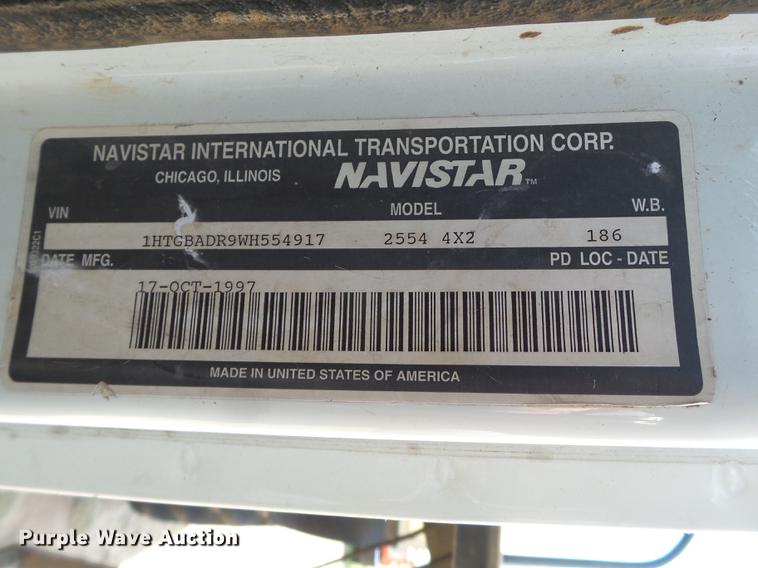 NAVISTAR INTERNATIONAL TRANSPORTATION CORP.
CHICAGO, ILLINOIS NAVISTAR™
VIN MODEL W.B.
1HTGBADR9WH554917 2554 4X2 186
DATE MFG. PD LOC - DATE
17-OCT-1997
MADE IN UNITED STATES OF AMERICA
Purple Wave Auction